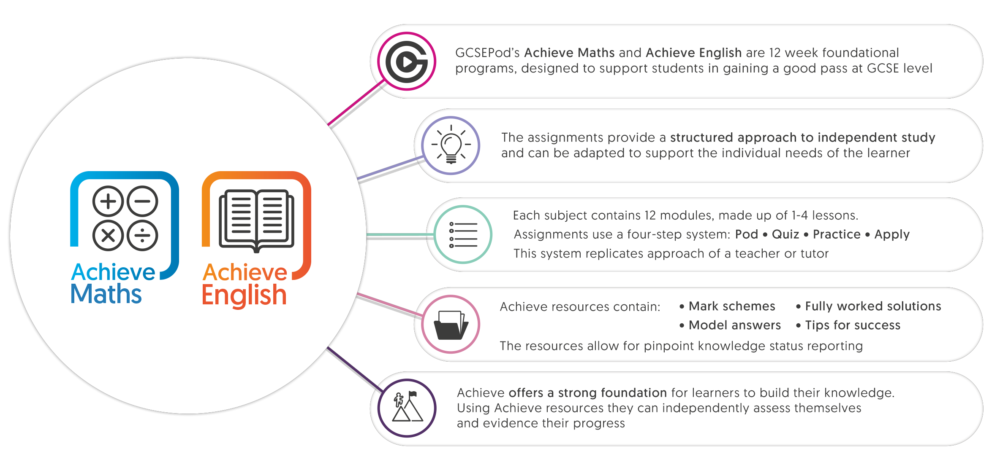 Achieve
Maths
Achieve
English
GCSEPod's Achieve Maths and Achieve English are 12 week foundational
programs, designed to support students in gaining a good pass at GCSE level
The assignments provide a structured approach to independent study
and can be adapted to support the individual needs of the learner
Each subject contains 12 modules, made up of 1-4 lessons.
Assignments use a four-step system: Pod • Quiz • Practice • Apply
This system replicates approach of a teacher or tutor
Achieve resources contain: • Mark schemes • Fully worked solutions
• Model answers • Tips for success
The resources allow for pinpoint knowledge status reporting
Achieve offers a strong foundation for learners to build their knowledge.
Using Achieve resources they can independently assess themselves
and evidence their progress